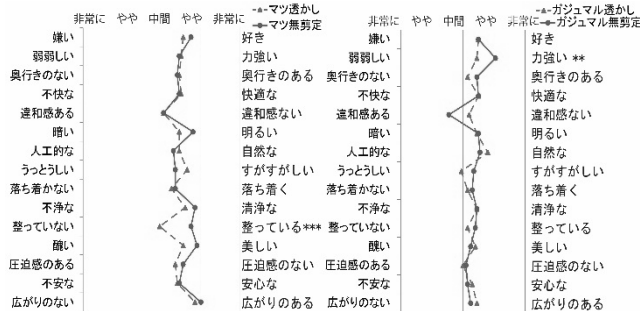 非常に やや 中間 やや 非常に
マツ透かし
マツ無剪定
嫌い 好き
弱弱しい 力強い
奥行きのない 奥行きのある
不快な 快適な
違和感ある 違和感ない
暗い 明るい
人工的な 自然な
うっとうしい すがすがしい
落ち着かない 落ち着く
不浄な 清浄な
整っていない 整っている***
醜い 美しい
圧迫感のある 圧迫感のない
不安な 安心な
広がりのない 広がりのある
非常に やや 中間 やや 非常に
ガジュマル透かし
ガジュマル無剪定
嫌い 好き
弱弱しい 力強い **
奥行きのない 奥行きのある
不快な 快適な
違和感ある 違和感ない
暗い 明るい
人工的な 自然な
うっとうしい すがすがしい
落ち着かない 落ち着く
不浄な 清浄な
整っていない 整っている
醜い 美しい
圧迫感のある 圧迫感のない
不安な 安心な
広がりのない 広がりのある